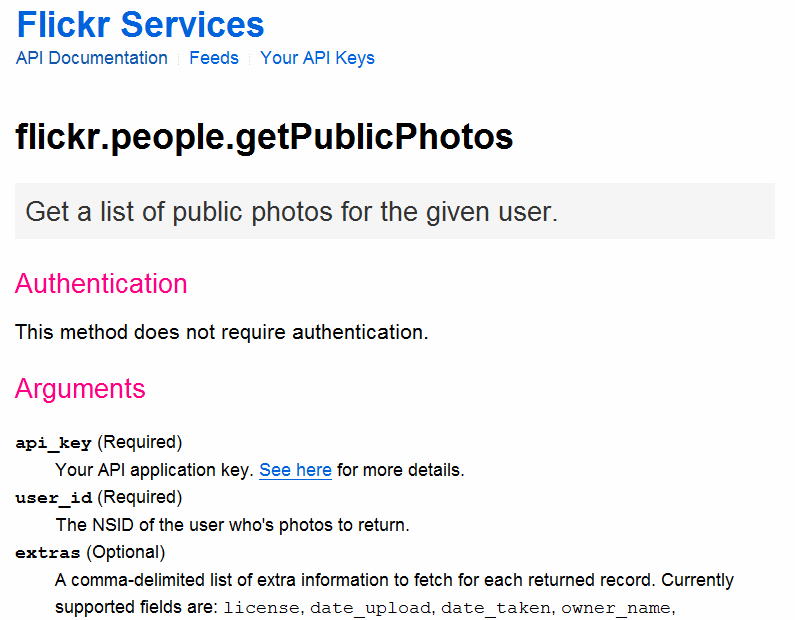 Flickr Services
API Documentation Feeds Your API Keys
flickr.people.getPublicPhotos
Get a list of public photos for the given user.
Authentication
This method does not require authentication.
Arguments
api_key (Required)
Your API application key. See here for more details.
user_id (Required)
The NSID of the user who's photos to return.
extras (Optional)
A comma-delimited list of extra information to fetch for each returned record. Currently
supported fields are: license, date_upload, date_taken, owner_name,